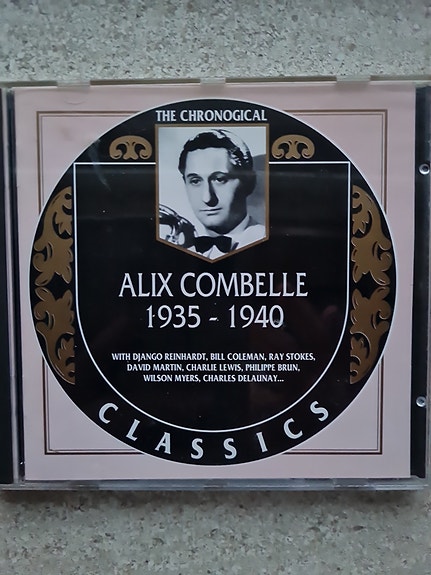 THE CHRONOGICAL
ALIX COMBELLE
1935 - 1940
WITH DJANGO REINHARDT, BILL COLEMAN, RAY STOKES,
DAVID MARTIN, CHARLIE LEWIS, PHILIPPE BRUN,
WILSON MYERS, CHARLES DELAUNAY...
CLASSICS